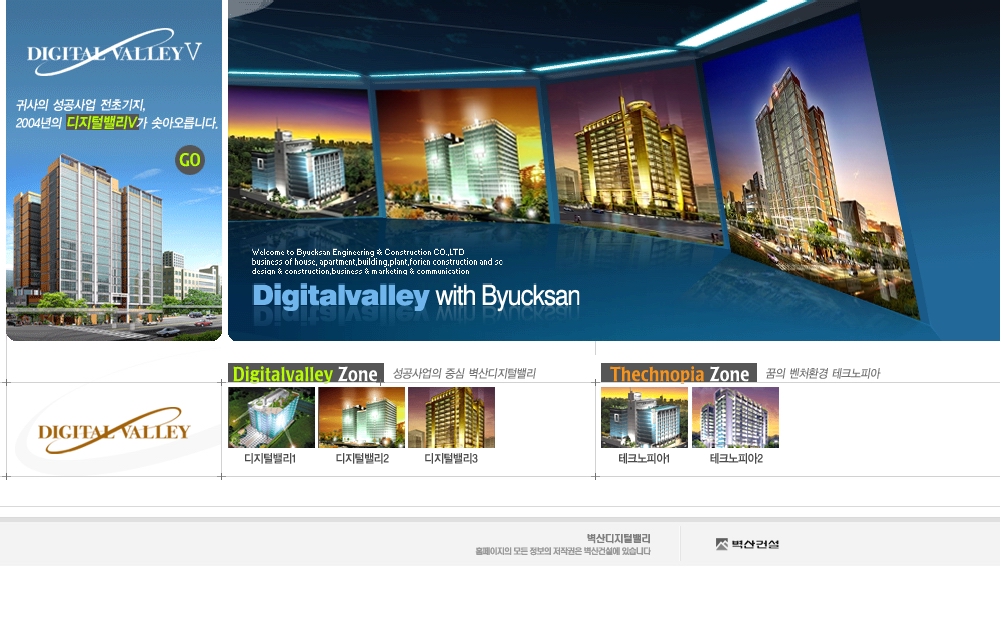 DIGITAL VALLEY V
귀사의 성공사업 전초기지,
2004년의 디지털밸리V가 솟아오릅니다.
GO
Welcome to Byucksan Engineering & Construction CO.,LTD
business of house, apartment,building,plant,forien construction and so
design & construction,business & marketing & communication
Digitalvalley with Byucksan
DIGITAL VALLEY
Digitalvalley Zone 성공사업의 중심 벽산디지털밸리
디지털밸리1 디지털밸리2 디지털밸리3
Thechnopia Zone 꿈의 벤처환경 테크노피아
테크노피아1 테크노피아2
벽산디지털밸리
홈페이지의 모든 정보의 저작권은 벽산건설에 있습니다
벽산건설